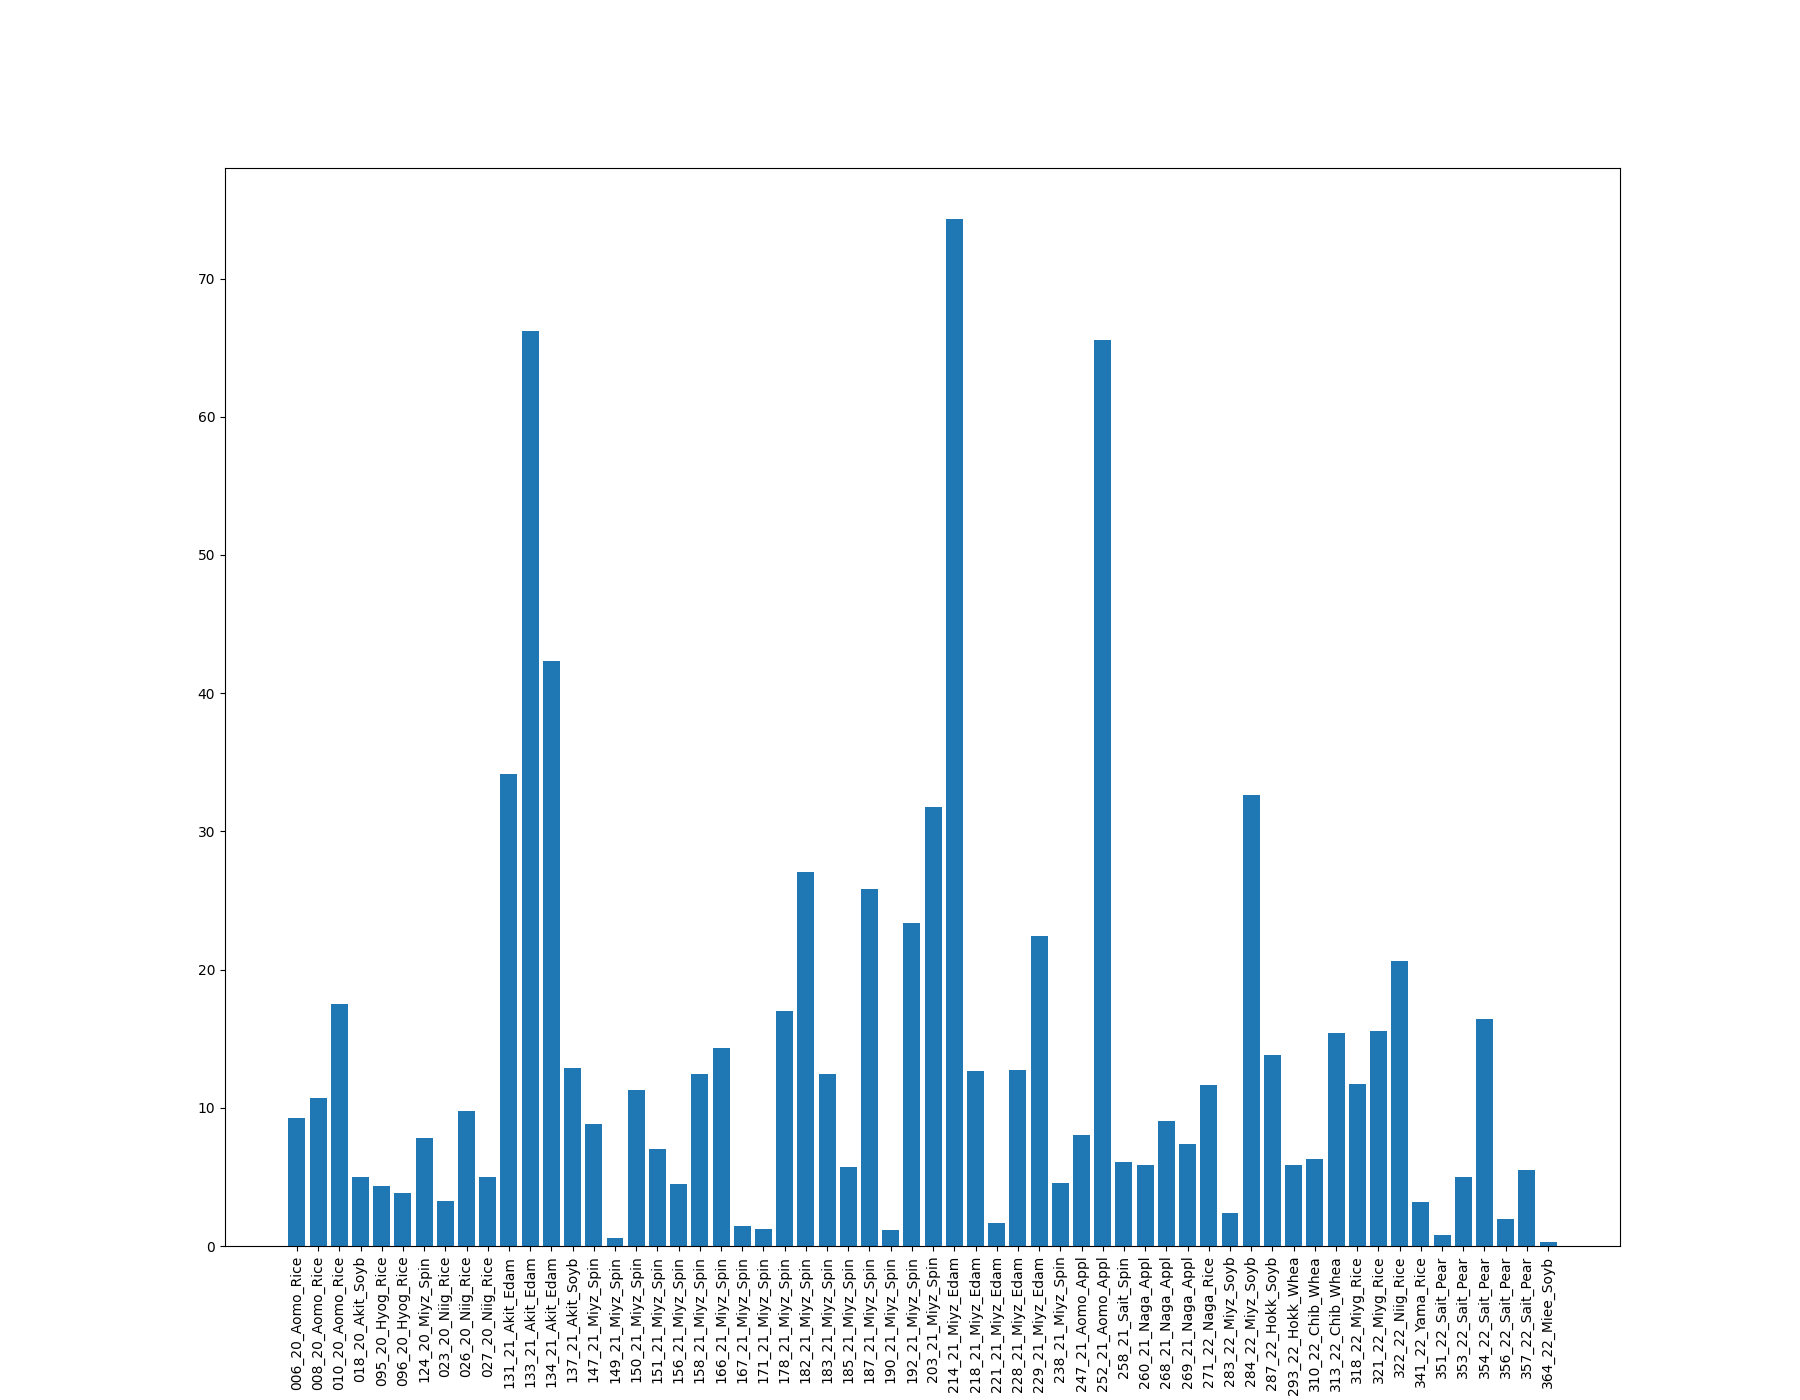 70
60
50
40
30
20
10
0
006_20_Aomo_Rice
008_20_Aomo_Rice
010_20_Aomo_Rice
018_20_Akit_Soyb
095_20_Hyog_Rice
096_20_Hyog_Rice
124_20_Miyz_Spin
023_20_Niig_Rice
026_20_Niig_Rice
027_20_Niig_Rice
131_21_Akit_Edam
133_21_Akit_Edam
134_21_Akit_Edam
137_21_Akit_Soyb
147_21_Miyz_Spin
149_21_Miyz_Spin
150_21_Miyz_Spin
151_21_Miyz_Spin
156_21_Miyz_Spin
158_21_Miyz_Spin
166_21_Miyz_Spin
167_21_Miyz_Spin
171_21_Miyz_Spin
178_21_Miyz_Spin
182_21_Miyz_Spin
183_21_Miyz_Spin
185_21_Miyz_Spin
187_21_Miyz_Spin
190_21_Miyz_Spin
192_21_Miyz_Spin
203_21_Miyz_Spin
214_21_Miyz_Edam
218_21_Miyz_Edam
221_21_Miyz_Edam
228_21_Miyz_Edam
229_21_Miyz_Edam
238_21_Miyz_Spin
247_21_Aomo_Appl
252_21_Aomo_Appl
258_21_Sait_Spin
260_21_Naga_Appl
268_21_Naga_Appl
269_21_Naga_Appl
271_22_Naga_Rice
283_22_Miyz_Soyb
284_22_Miyz_Soyb
287_22_Hokk_Soyb
293_22_Hokk_Whea
310_22_Chib_Whea
313_22_Chib_Whea
318_22_Miyg_Rice
321_22_Miyg_Rice
322_22_Niig_Rice
341_22_Yama_Rice
351_22_Sait_Pear
353_22_Sait_Pear
354_22_Sait_Pear
356_22_Sait_Pear
357_22_Sait_Pear
364_22_Miee_Soyb